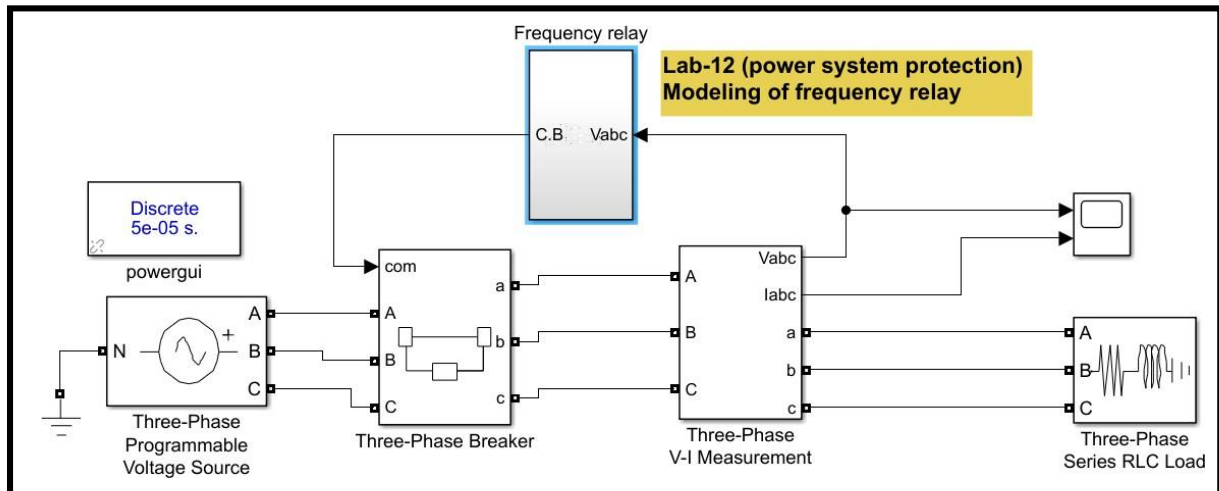 Frequency relay
Lab-12 (power system protection)
Modeling of frequency relay
C.B Vabc
Discrete
5e-05 s.
powergui
com
A
B
C
a
b
c
Three-Phase Breaker
N
+
A
B
C
Three-Phase
Programmable
Voltage Source
A
B
C
Vabc
Iabc
a
b
c
Three-Phase
V-I Measurement
A
B
C
Three-Phase
Series RLC Load